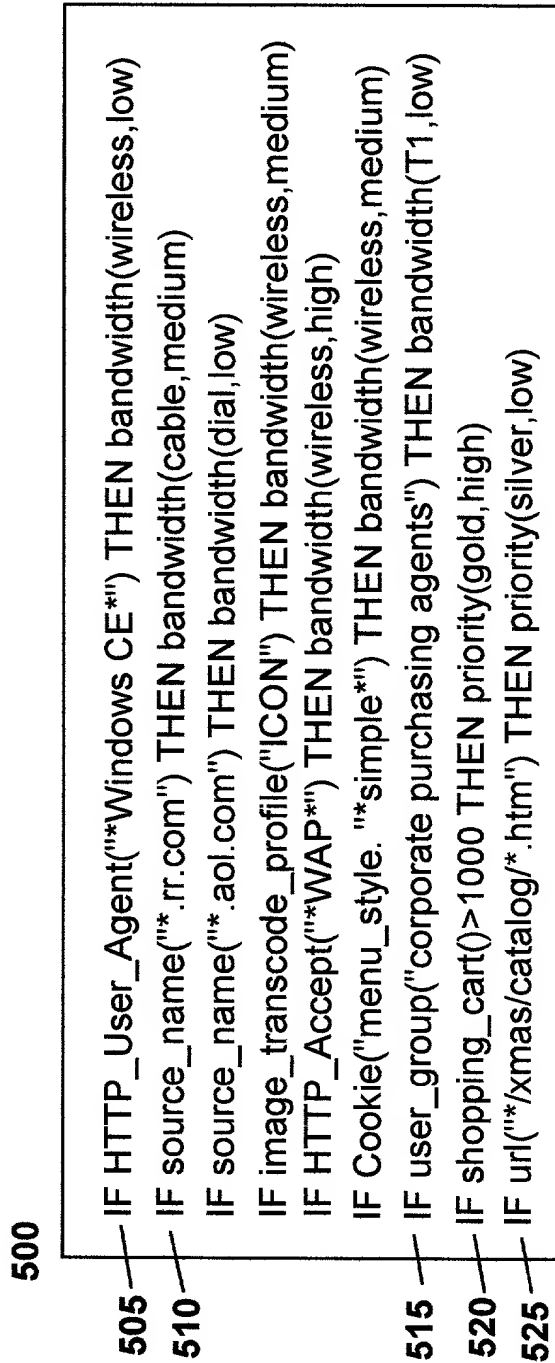 500
505 IF HTTP_User_Agent("*Windows CE*") THEN bandwidth(wireless,low)
510 IF source_name("*.rr.com") THEN bandwidth(cable,medium)
IF source_name("*.aol.com") THEN bandwidth(dial,low)
IF image_transcode_profile("ICON") THEN bandwidth(wireless,medium)
IF HTTP_Accept("*WAP*") THEN bandwidth(wireless,high)
IF Cookie("menu_style. "*simple*") THEN bandwidth(wireless,medium)
515 IF user_group("corporate purchasing agents") THEN bandwidth(T1,low)
520 IF shopping_cart()>1000 THEN priority(gold,high)
525 IF url("*/xmas/catalog/*.htm") THEN priority(silver,low)